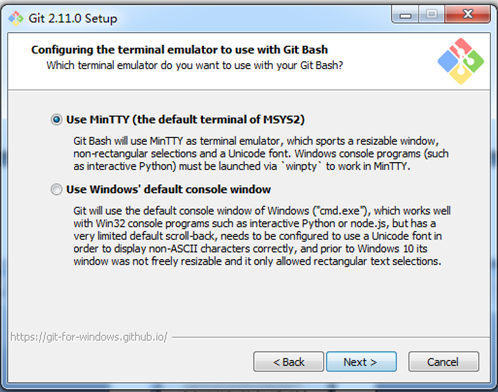 Git 2.11.0 Setup
Configuring the terminal emulator to use with Git Bash
Which terminal emulator do you want to use with your Git Bash?
Use MinTTY (the default terminal of MSYS2)
Git Bash will use MinTTY as terminal emulator, which sports a resizable window,
non-rectangular selections and a Unicode font. Windows console programs (such
as interactive Python) must be launched via `winpty` to work in MinTTY.
Use Windows' default console window
Git will use the default console window of Windows ("cmd.exe"), which works well
with Win32 console programs such as interactive Python or node.js, but has a
very limited default scroll-back, needs to be configured to use a Unicode font in
order to display non-ASCII characters correctly, and prior to Windows 10 its
window was not freely resizable and it only allowed rectangular text selections.
https://git-for-windows.github.io/
< Back
Next >
Cancel